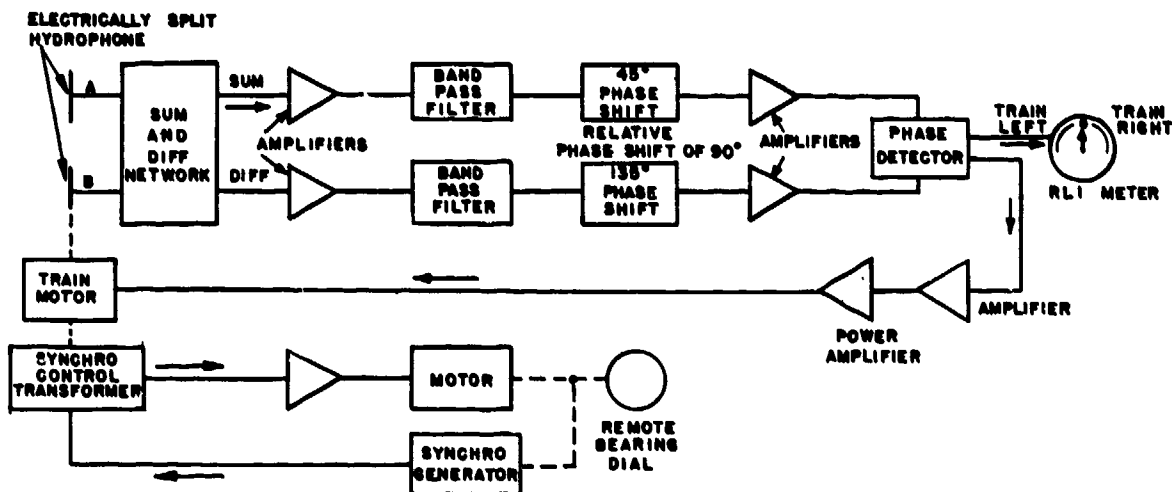 ELECTRICALLY SPLIT
HYDROPHONE
A
B
SUM
AND
DIFF
NETWORK
SUM
DIFF
AMPLIFIERS
BAND
PASS
FILTER
BAND
PASS
FILTER
45°
PHASE
SHIFT
RELATIVE
PHASE SHIFT OF 90°
135°
PHASE
SHIFT
AMPLIFIERS
PHASE
DETECTOR
TRAIN
LEFT
TRAIN
RIGHT
RLI METER
TRAIN
MOTOR
POWER
AMPLIFIER
AMPLIFIER
SYNCHRO
CONTROL
TRANSFORMER
MOTOR
REMOTE
BEARING
DIAL
SYNCHRO
GENERATOR